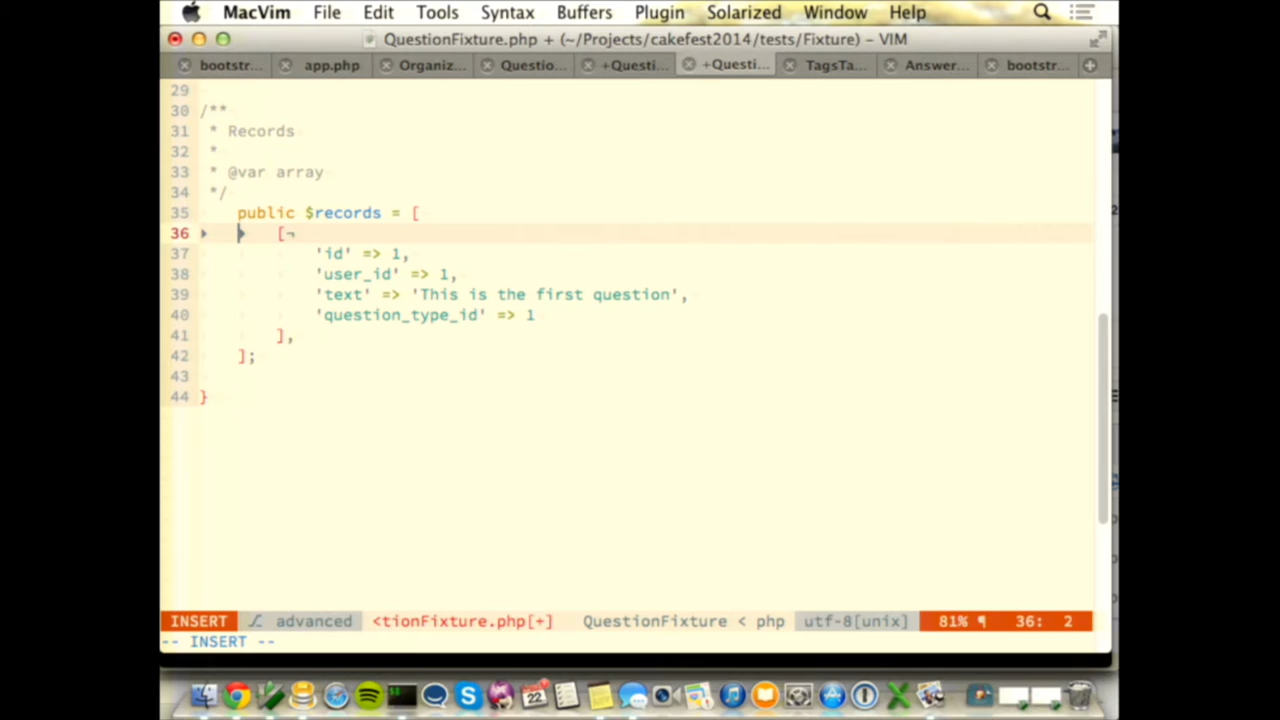 MacVim File Edit Tools Syntax Buffers Plugin Solarized Window Help
QuestionFixture.php + (~/Projects/cakefest2014/tests/Fixture) – VIM
bootstr... app.php Organiz... Questio... +Questi... +Questi... TagsTa... Answer... bootstr...
29
30 /**
31 * Records
32 *
33 * @var array
34 */
35 public $records = [
36 [¬
37 'id' => 1,
38 'user_id' => 1,
39 'text' => 'This is the first question',
40 'question_type_id' => 1
41 ],
42 ];
43
44 }
INSERT advanced <tionFixture.php[+] QuestionFixture < php utf-8[unix] 81% ¶ 36: 2
-- INSERT --
22